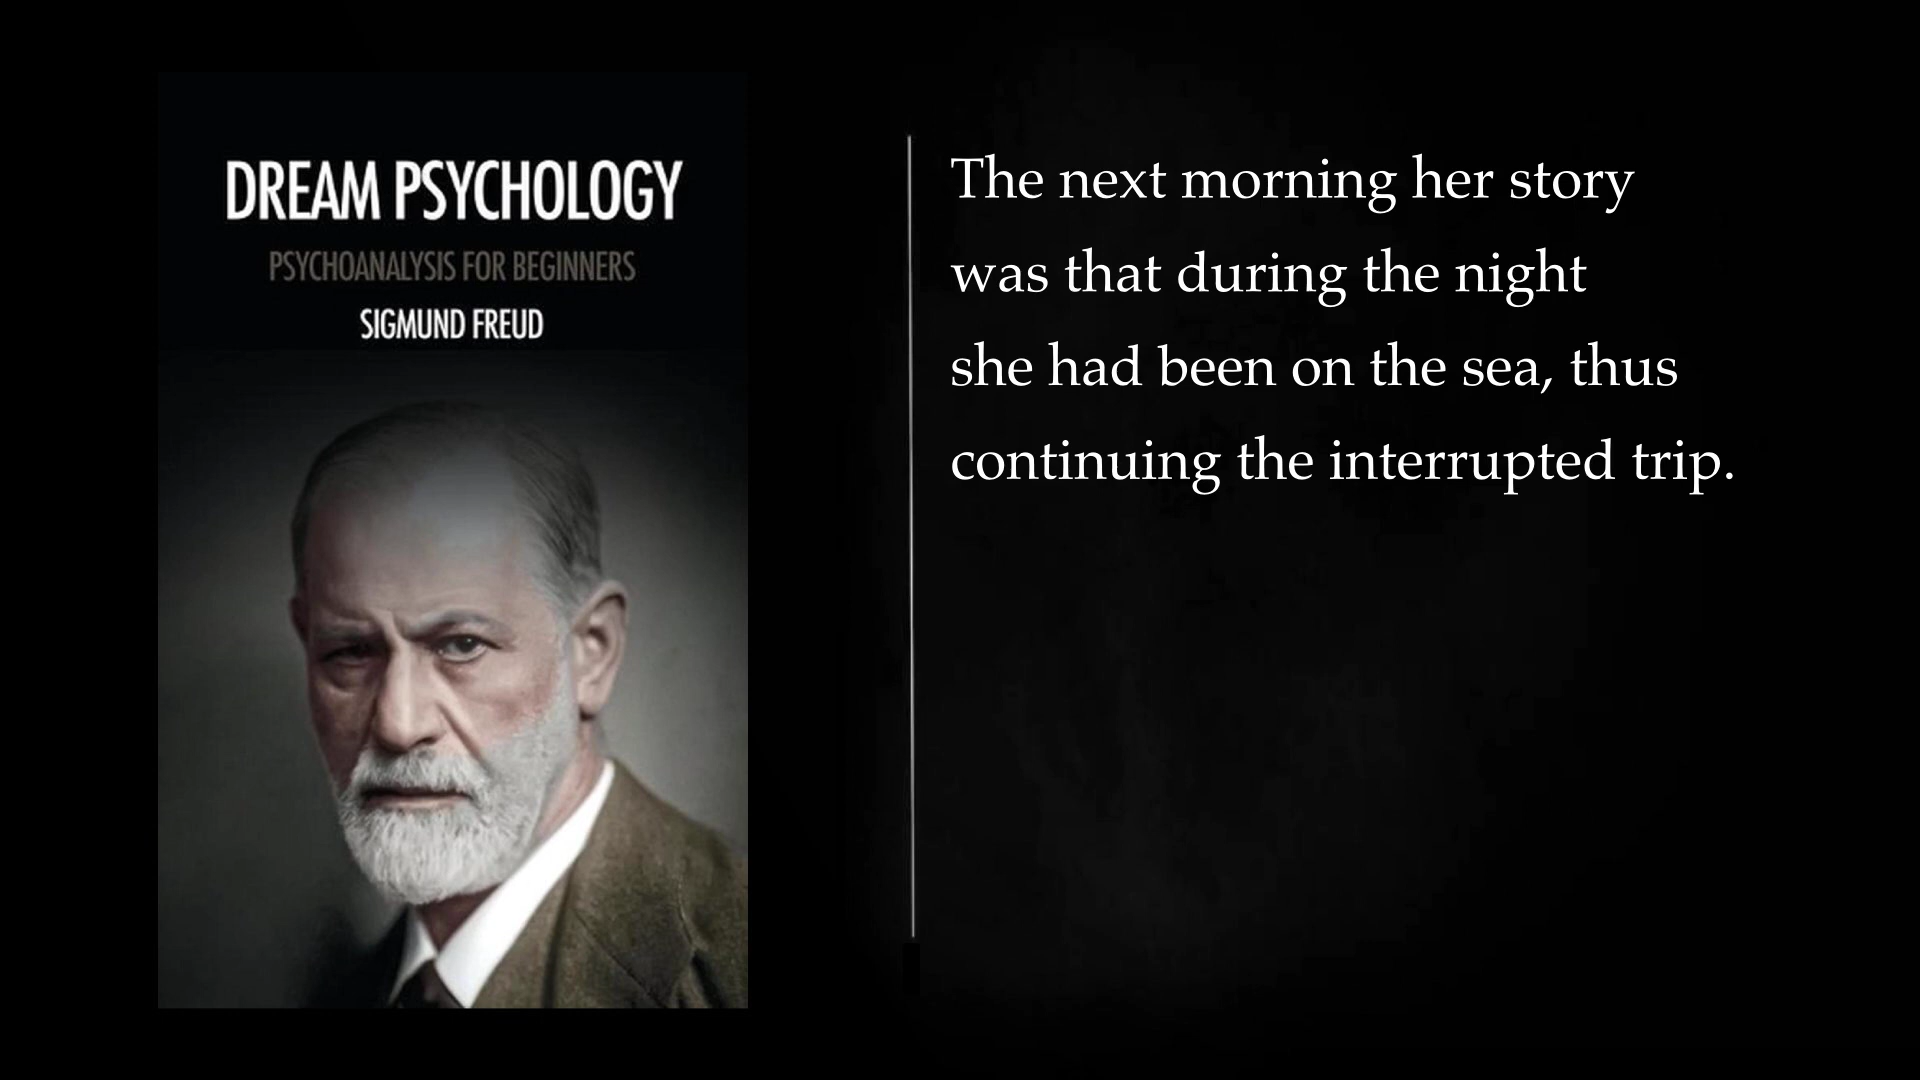 DREAM PSYCHOLOGY
PSYCHOANALYSIS FOR BEGINNERS
SIGMUND FREUD
The next morning her story
was that during the night
she had been on the sea, thus
continuing the interrupted trip.